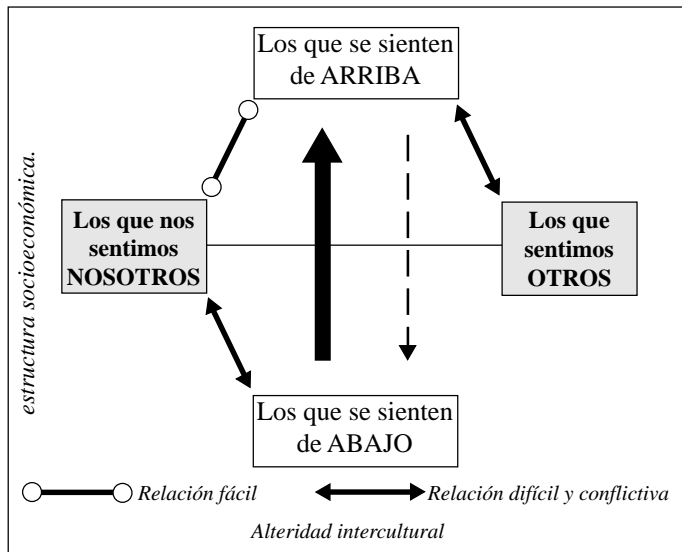 Los que se sienten
de ARRIBA
estructura socioeconómica.
Los que nos
sentimos
NOSOTROS
Los que
sentimos
OTROS
Los que se sienten
de ABAJO
Relación fácil
Relación difícil y conflictiva
Alteridad intercultural